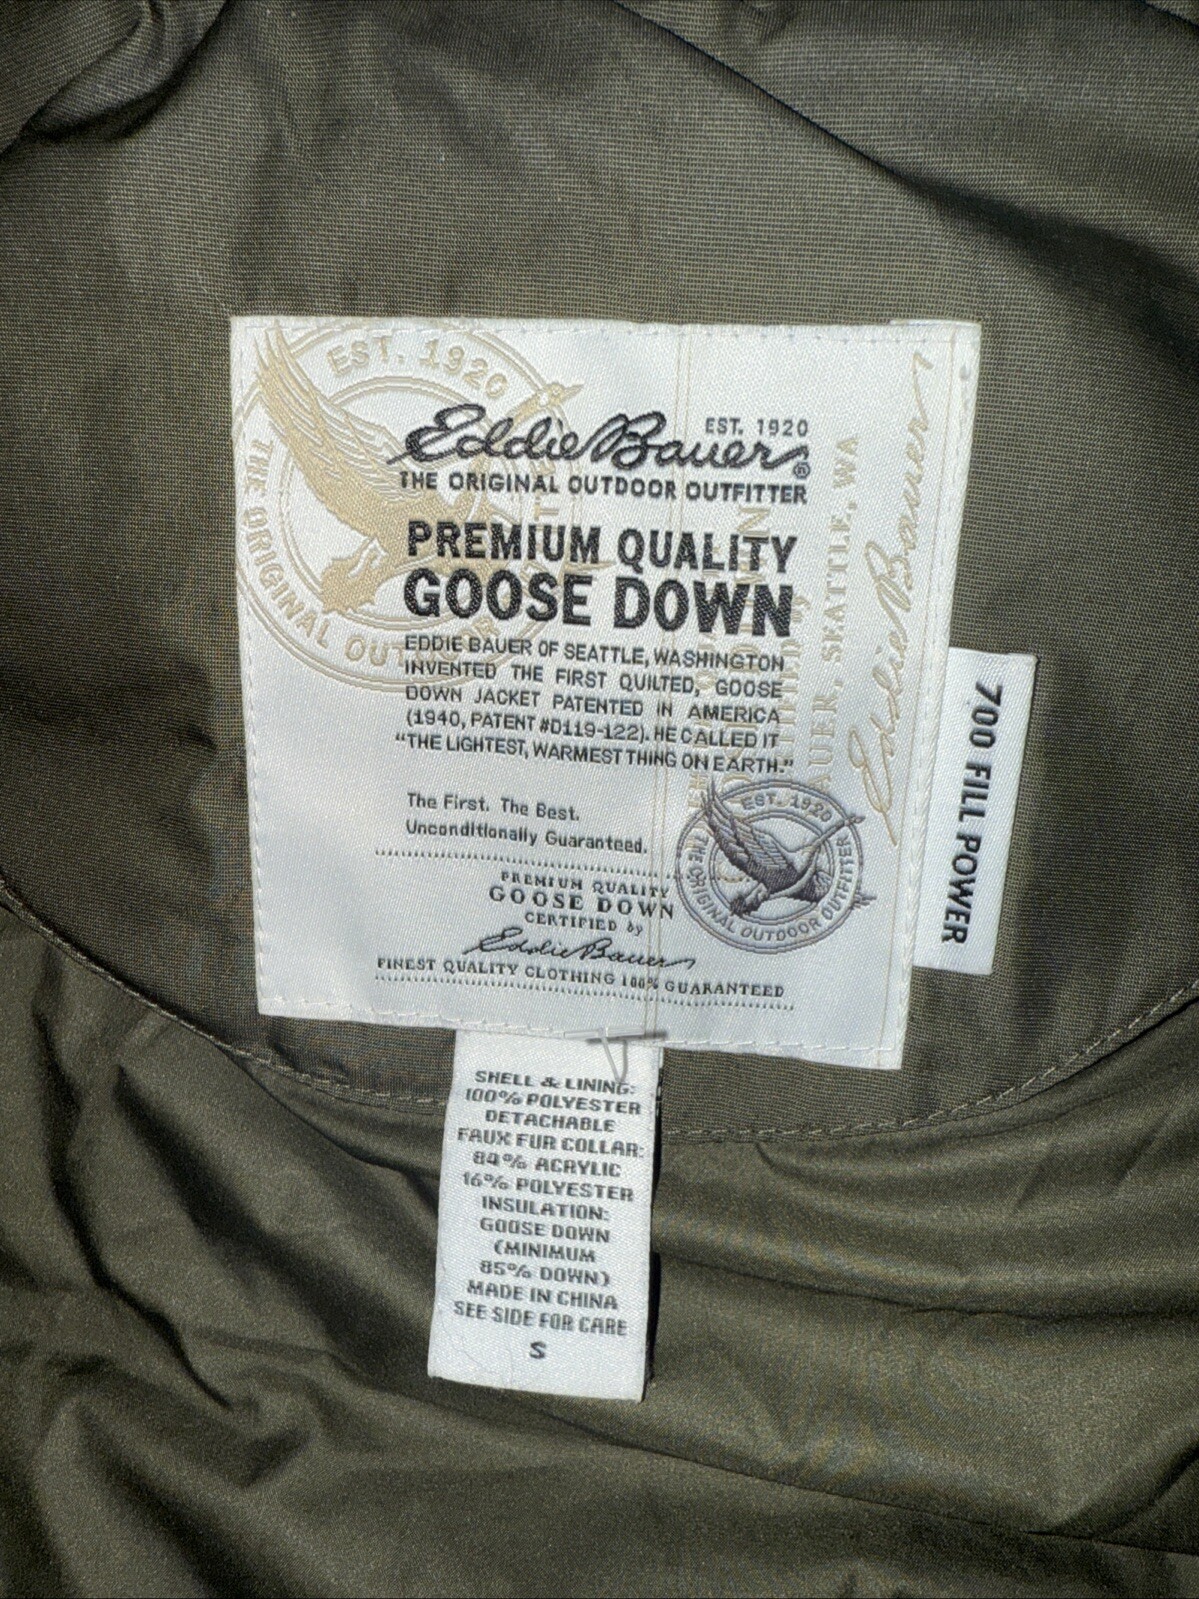 EST. 1920
THE ORIGINAL OUTDOOR
Eddie Bauer®
EST. 1920
THE ORIGINAL OUTDOOR OUTFITTER
PREMIUM QUALITY
GOOSE DOWN
EDDIE BAUER OF SEATTLE, WASHINGTON
INVENTED THE FIRST QUILTED, GOOSE
DOWN JACKET PATENTED IN AMERICA
(1940, PATENT #D119-122). HE CALLED IT
“THE LIGHTEST, WARMEST THING ON EARTH.”
The First. The Best.
Unconditionally Guaranteed.
PREMIUM QUALITY
GOOSE DOWN
CERTIFIED by
Eddie Bauer
FINEST QUALITY CLOTHING 100% GUARANTEED
EST. 1920
THE ORIGINAL OUTDOOR OUTFITTER
AUER, SEATTLE, WA
Eddie Bauer
700 FILL POWER
SHELL & LINING:
100% POLYESTER
DETACHABLE
FAUX FUR COLLAR:
84% ACRYLIC
16% POLYESTER
INSULATION:
GOOSE DOWN
(MINIMUM
85% DOWN)
MADE IN CHINA
SEE SIDE FOR CARE
S